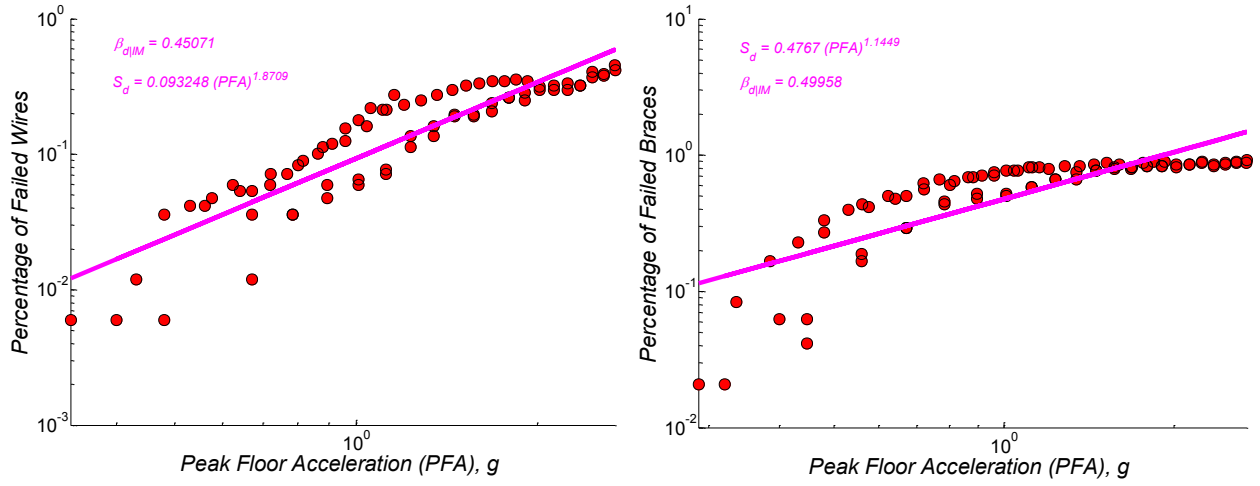 10^0
β_{d|IM} = 0.45071
S_d = 0.093248 (PFA)^{1.8709}
10^{-1}
10^{-2}
10^{-3}
10^0
Percentage of Failed Wires
Peak Floor Acceleration (PFA), g
10^1
S_d = 0.4767 (PFA)^{1.1449}
β_{d|IM} = 0.49958
10^0
10^{-1}
10^{-2}
10^0
Percentage of Failed Braces
Peak Floor Acceleration (PFA), g